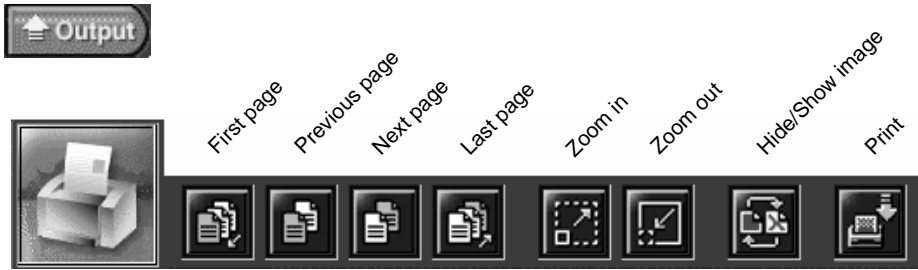 Output
First page
Previous page
Next page
Last page
Zoom in
Zoom out
Hide/Show image
Print